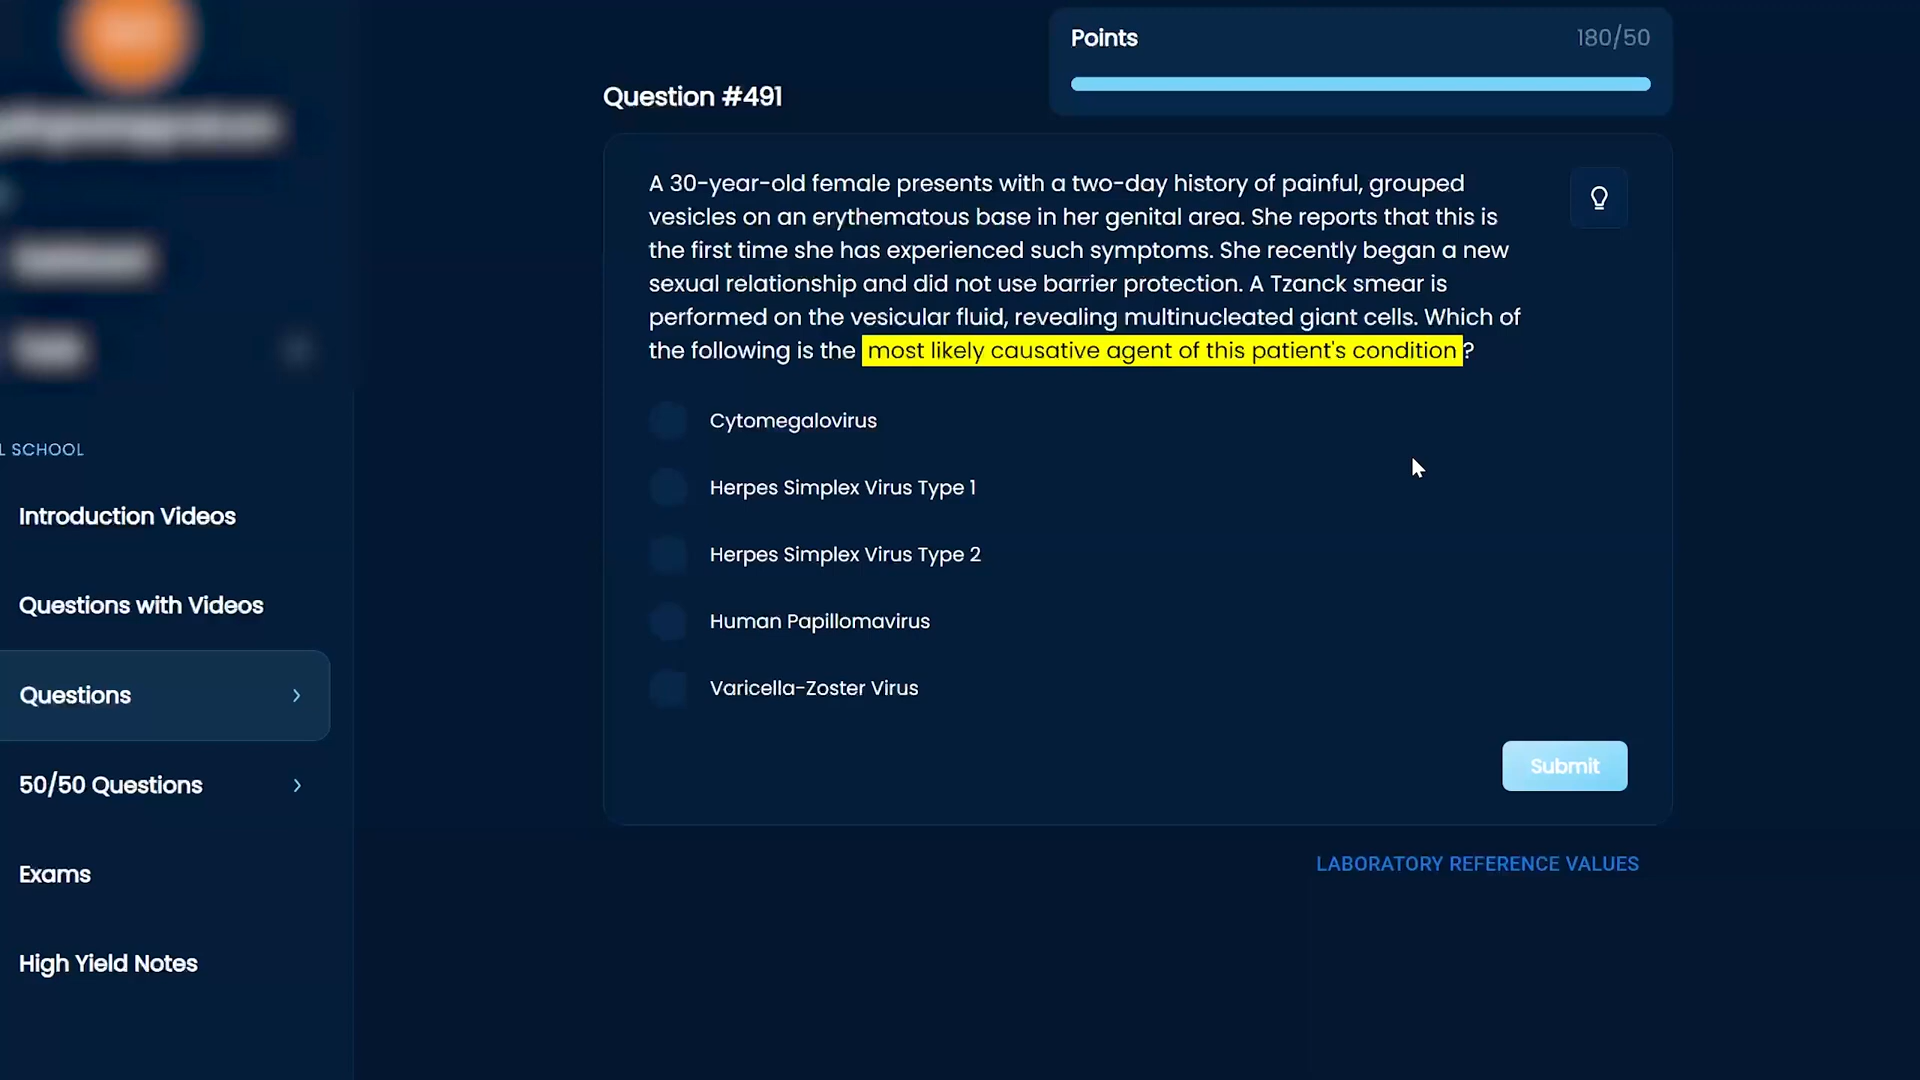 Points
180/50
Question #491
A 30-year-old female presents with a two-day history of painful, grouped
vesicles on an erythematous base in her genital area. She reports that this is
the first time she has experienced such symptoms. She recently began a new
sexual relationship and did not use barrier protection. A Tzanck smear is
performed on the vesicular fluid, revealing multinucleated giant cells. Which of
the following is the most likely causative agent of this patient's condition ?
Cytomegalovirus
Herpes Simplex Virus Type 1
Herpes Simplex Virus Type 2
Human Papillomavirus
Varicella-Zoster Virus
Submit
LABORATORY REFERENCE VALUES
L SCHOOL
Introduction Videos
Questions with Videos
Questions
50/50 Questions
Exams
High Yield Notes